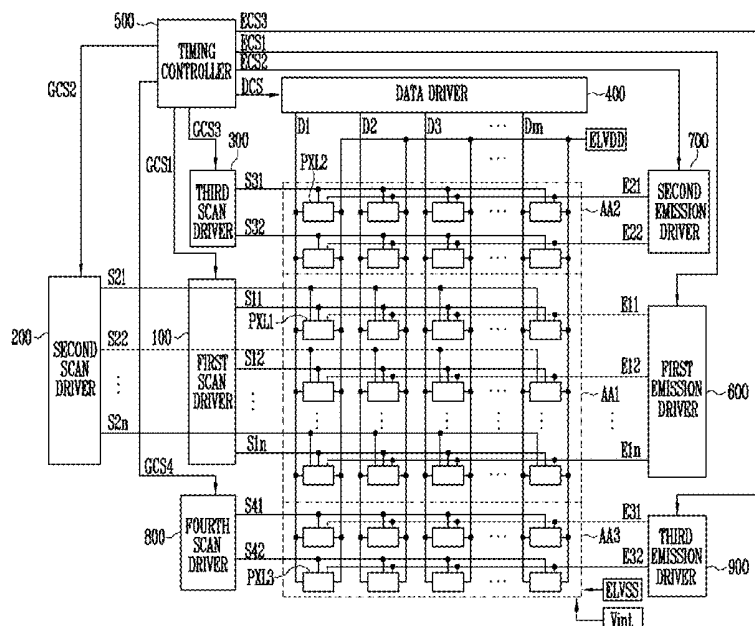 500
TIMING
CONTROLLER
ECS3
ECS1
ECS2
DCS
GCS2
GCS3
GCS1
DATA DRIVER
400
D1
D2
D3
...
Dm
ELVDD
700
300
THIRD
SCAN
DRIVER
PXL2
S31
S32
E21
E22
AA2
SECOND
EMISSION
DRIVER
200
SECOND
SCAN
DRIVER
S21
S22
S2n
100
FIRST
SCAN
DRIVER
S11
PXL1
S12
S1n
E11
E12
E1n
AA1
FIRST
EMISSION
DRIVER
600
GCS4
800
FOURTH
SCAN
DRIVER
S41
S42
PXL3
E31
E32
AA3
THIRD
EMISSION
DRIVER
900
ELVSS
Vint